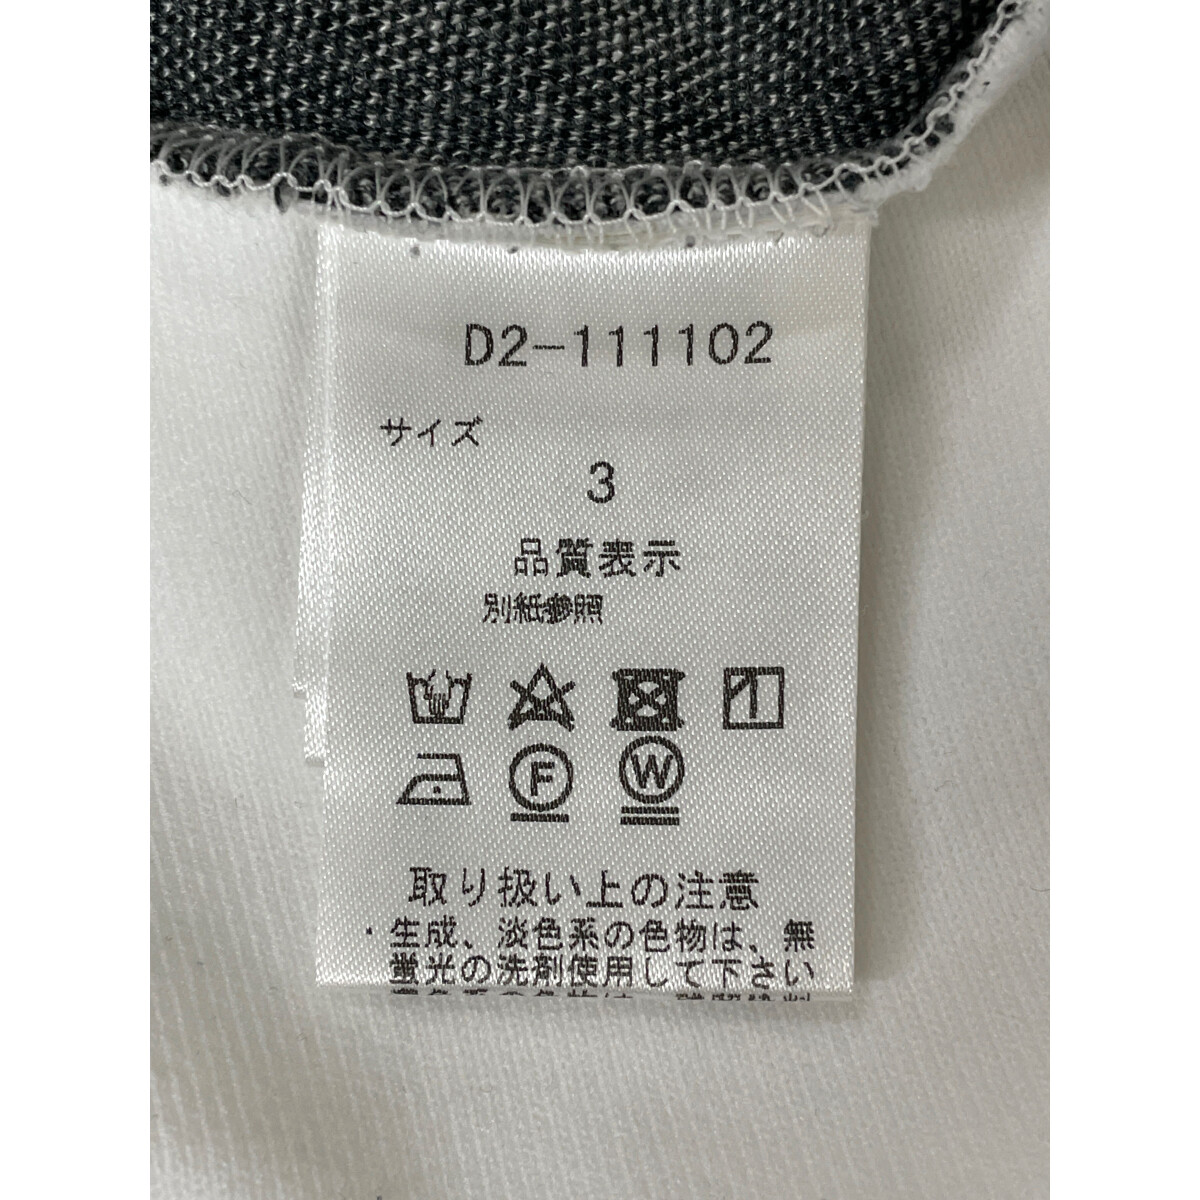 D2-111102
サイズ
3
品質表示
別紙参照
F
W
取り扱い上の注意
・生成、淡色系の色物は、無
蛍光の洗剤使用して下さい